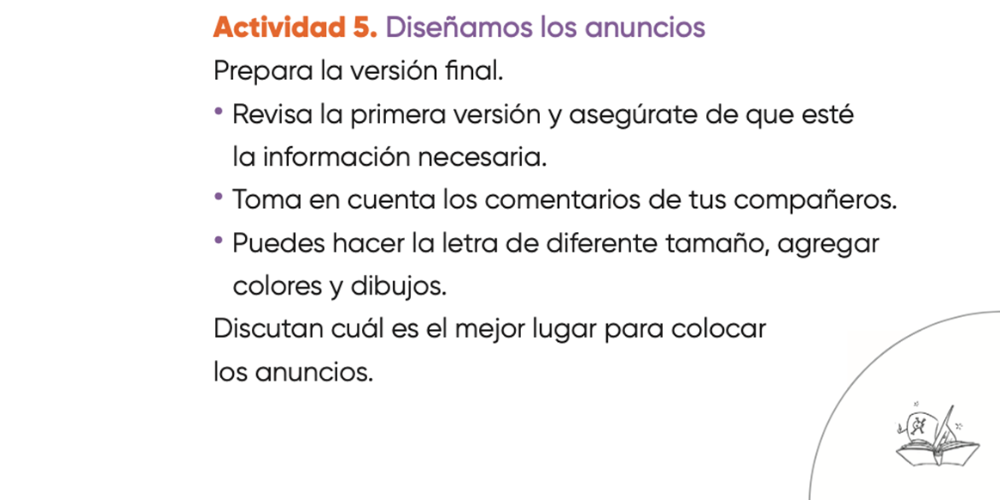 Actividad 5. Diseñamos los anuncios
Prepara la versión final.
• Revisa la primera versión y asegúrate de que esté
la información necesaria.
• Toma en cuenta los comentarios de tus compañeros.
• Puedes hacer la letra de diferente tamaño, agregar
colores y dibujos.
Discutan cuál es el mejor lugar para colocar
los anuncios.